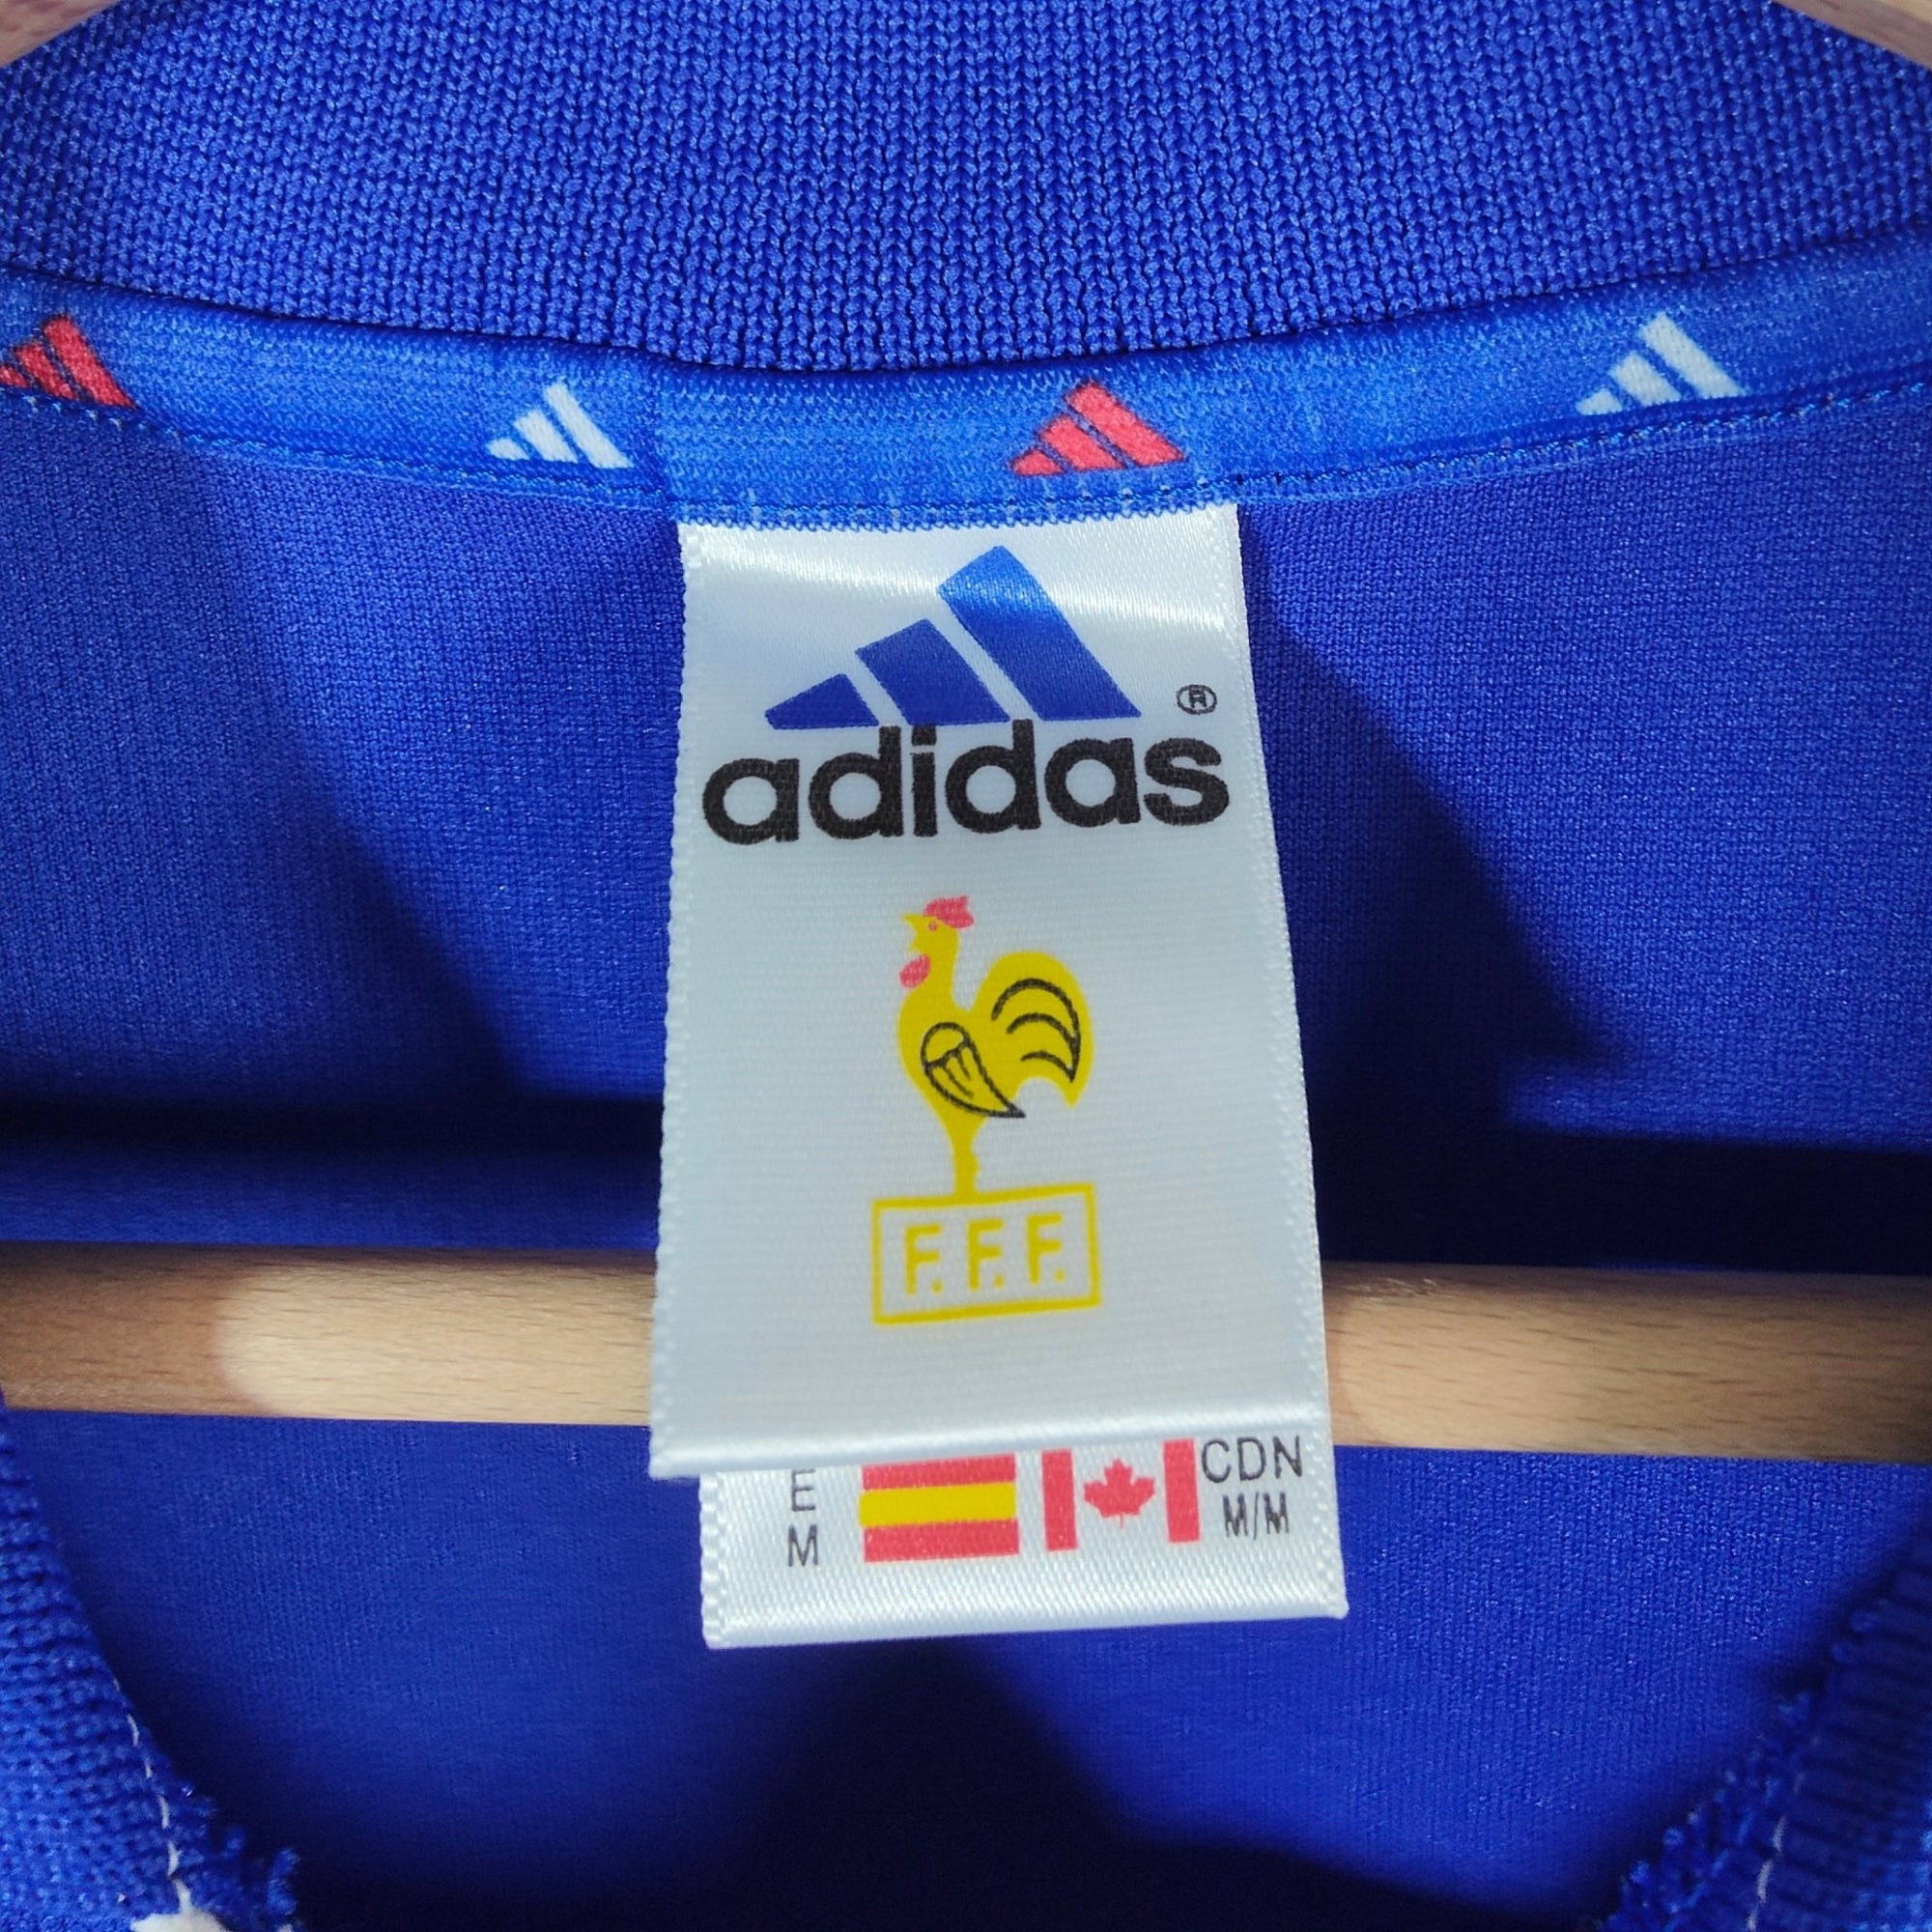 ®
adidas
F.F.F.
E CDN
M M/M